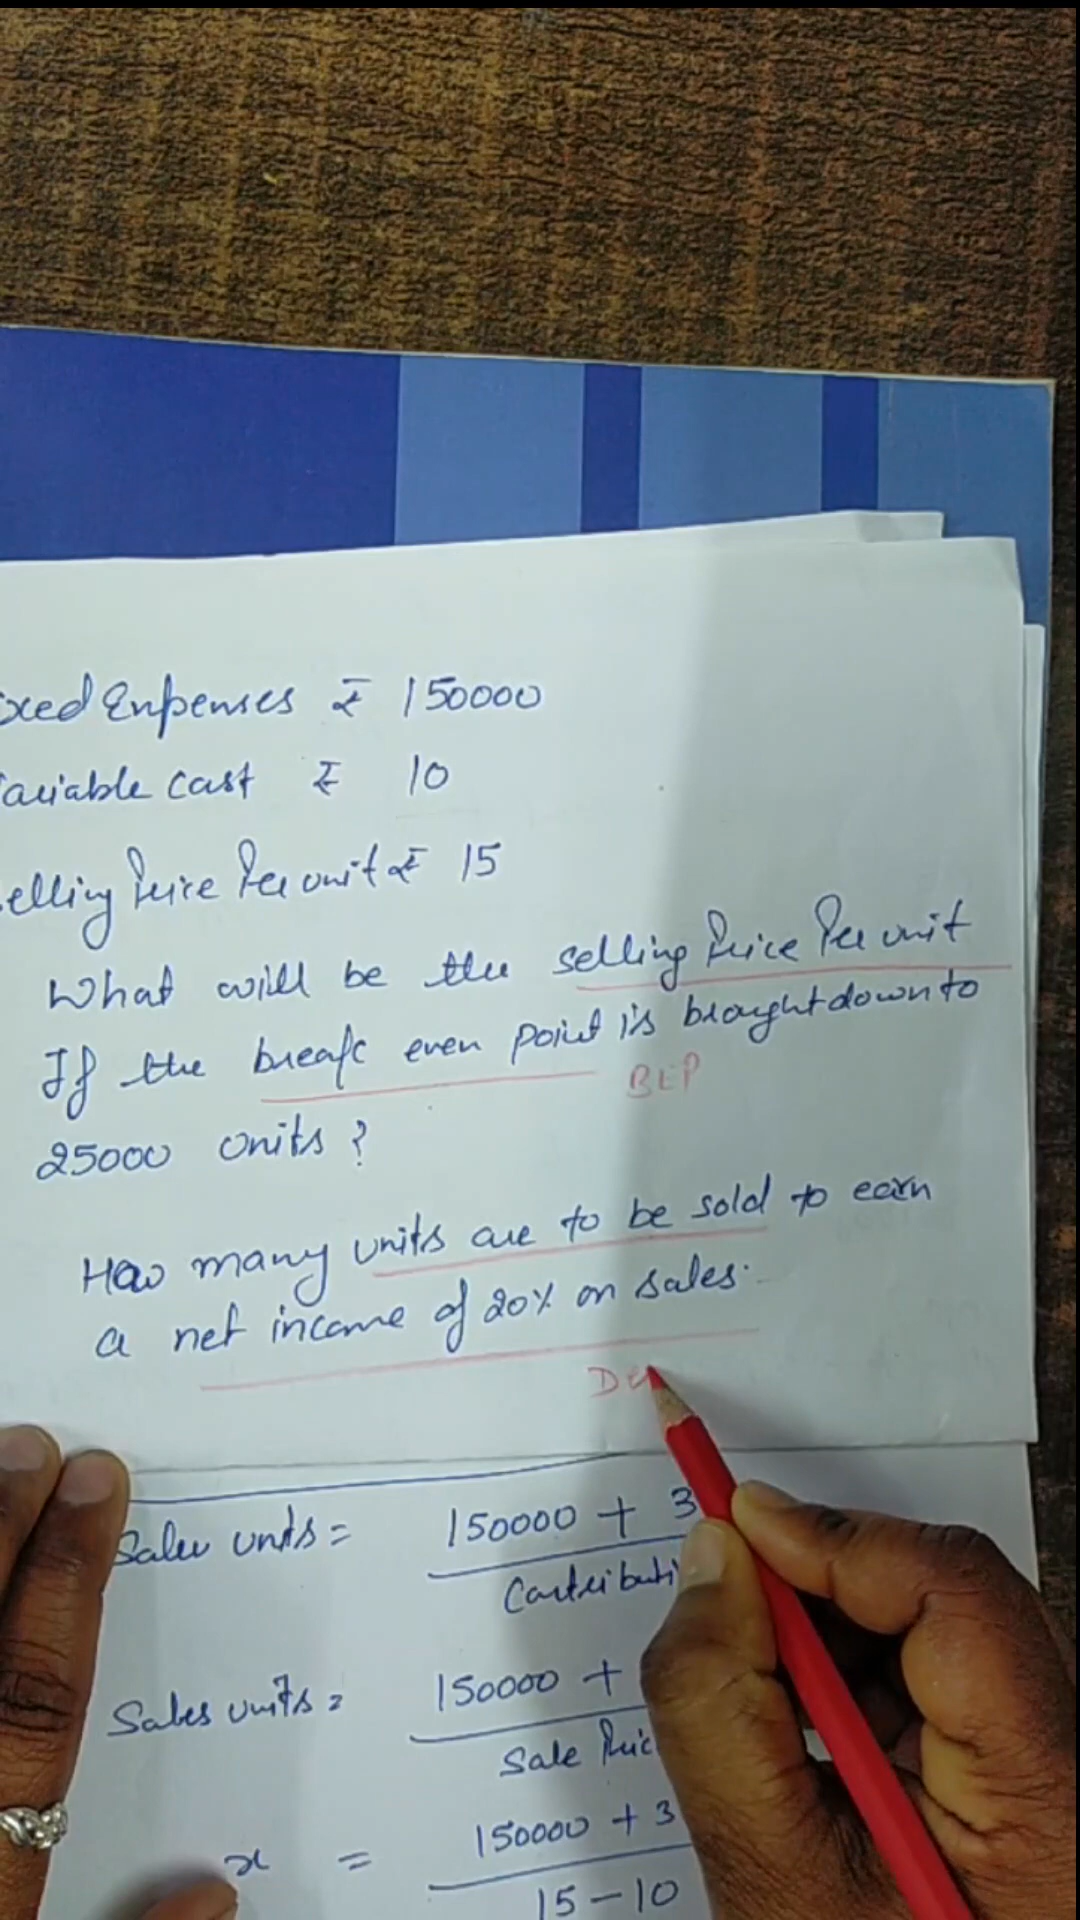 xed Expenses ₹ 150000
ariable cast ₹ 10
elling Price Per unit ₹ 15
What will be the selling Price Per unit
If the break even point is brought down to
BEP
25000 units ?
How many units are to be sold to earn
a net income of 20% on sales.
De
Sales units = 150000 + 3
Contributi
Sales units = 150000 +
Sale Pric
x = 150000 + 3
15 - 10